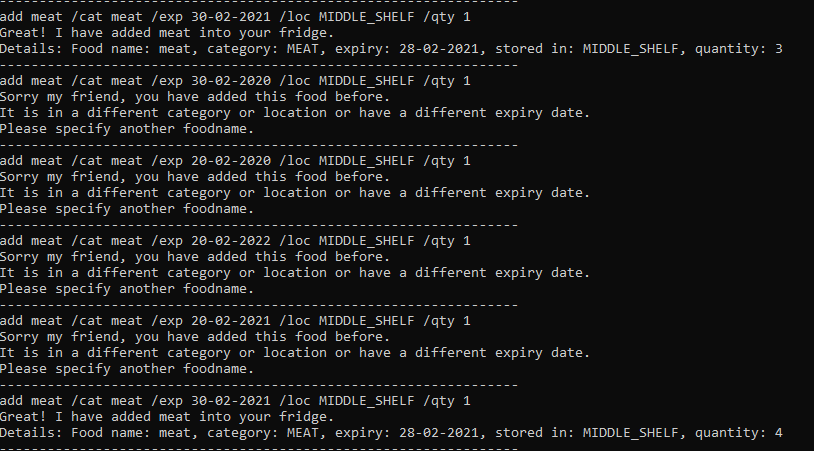 -----------------------------------------------------------------
add meat /cat meat /exp 30-02-2021 /loc MIDDLE_SHELF /qty 1
Great! I have added meat into your fridge.
Details: Food name: meat, category: MEAT, expiry: 28-02-2021, stored in: MIDDLE_SHELF, quantity: 3
-----------------------------------------------------------------
add meat /cat meat /exp 30-02-2020 /loc MIDDLE_SHELF /qty 1
Sorry my friend, you have added this food before.
It is in a different category or location or have a different expiry date.
Please specify another foodname.
-----------------------------------------------------------------
add meat /cat meat /exp 20-02-2020 /loc MIDDLE_SHELF /qty 1
Sorry my friend, you have added this food before.
It is in a different category or location or have a different expiry date.
Please specify another foodname.
-----------------------------------------------------------------
add meat /cat meat /exp 20-02-2022 /loc MIDDLE_SHELF /qty 1
Sorry my friend, you have added this food before.
It is in a different category or location or have a different expiry date.
Please specify another foodname.
-----------------------------------------------------------------
add meat /cat meat /exp 20-02-2021 /loc MIDDLE_SHELF /qty 1
Sorry my friend, you have added this food before.
It is in a different category or location or have a different expiry date.
Please specify another foodname.
-----------------------------------------------------------------
add meat /cat meat /exp 30-02-2021 /loc MIDDLE_SHELF /qty 1
Great! I have added meat into your fridge.
Details: Food name: meat, category: MEAT, expiry: 28-02-2021, stored in: MIDDLE_SHELF, quantity: 4
-----------------------------------------------------------------